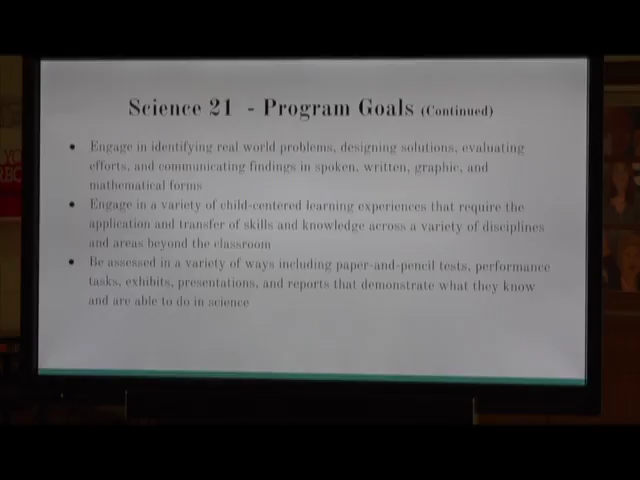 Science 21 - Program Goals (Continued)
• Engage in identifying real world problems, designing solutions, evaluating
efforts, and communicating findings in spoken, written, graphic, and
mathematical forms
• Engage in a variety of child-centered learning experiences that require the
application and transfer of skills and knowledge across a variety of disciplines
and areas beyond the classroom
• Be assessed in a variety of ways including paper-and-pencil tests, performance
tasks, exhibits, presentations, and reports that demonstrate what they know
and are able to do in science